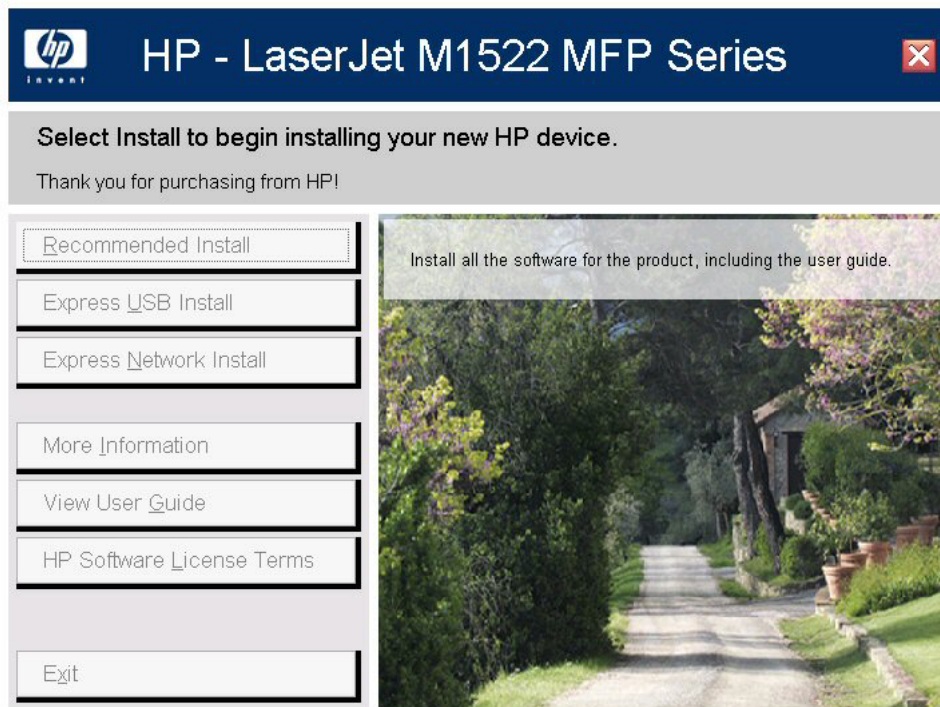 hp
invent
HP - LaserJet M1522 MFP Series
Select Install to begin installing your new HP device.
Thank you for purchasing from HP!
Recommended Install
Express USB Install
Express Network Install
More Information
View User Guide
HP Software License Terms
Exit
Install all the software for the product, including the user guide.